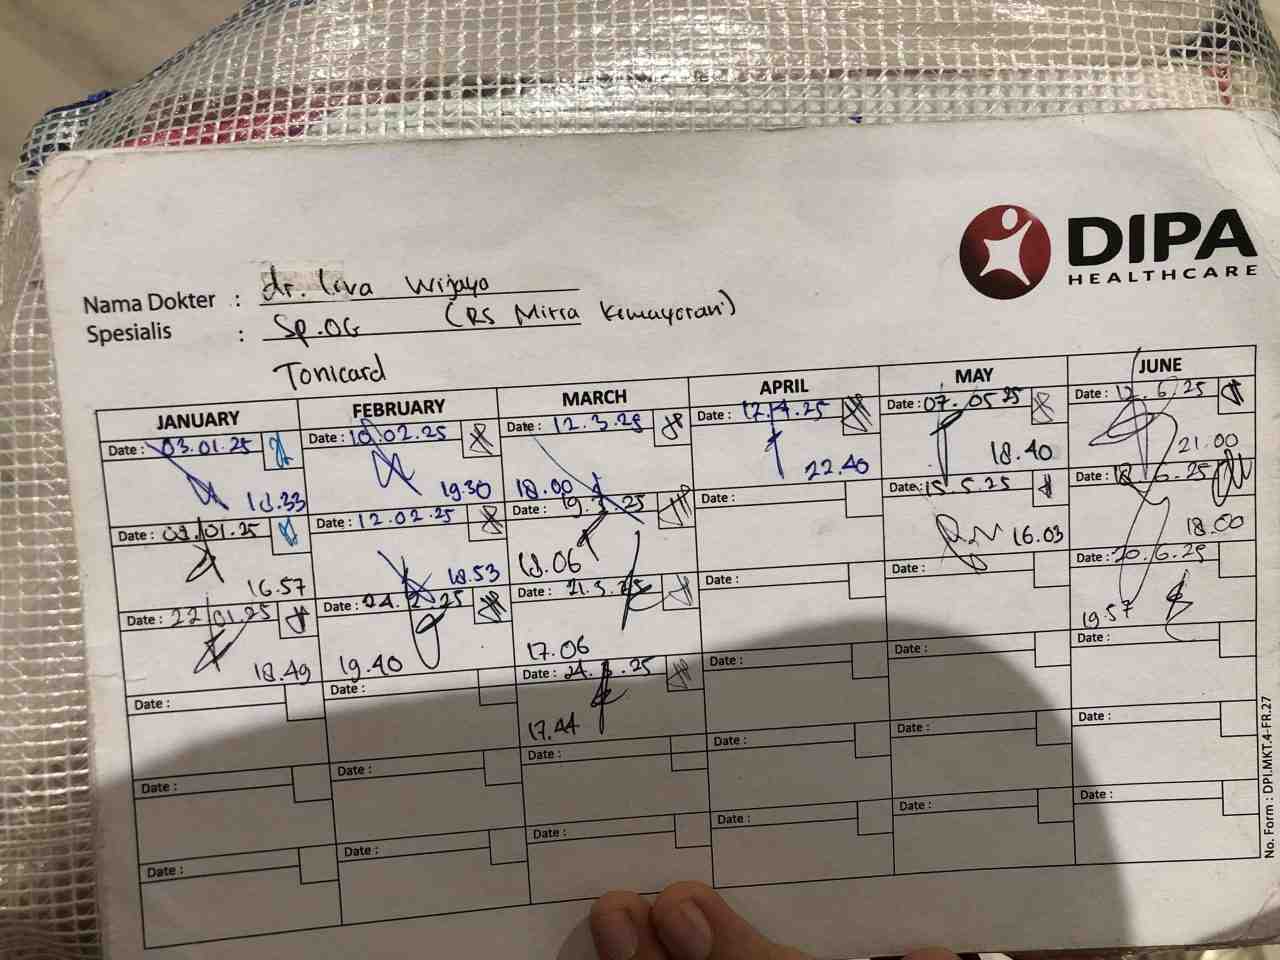 DIPA
HEALTHCARE
Nama Dokter : dr. Wijaya
Spesialis : Sp.OG (RS Mitra Kemayoran)
Tonicard
JANUARY FEBRUARY MARCH APRIL MAY JUNE
Date : 03.01.25 Date : 10.02.25 Date : 12.3.25 Date : 17.4.25 Date : 07.05.25 Date : 12.6.25
18.33 19.30 18.00 22.40 18.40 21.00
Date : 09.01.25 Date : 12.02.25 Date : 19.3.25 Date : Date : 15.5.25 Date : 18.6.25
16.57 18.53 18.06 16.03 18.00
Date : 22/01.25 Date : 24.2.25 Date : 21.3.25 Date : Date : Date : 20.6.25
18.49 19.40 17.06 19.57
Date : Date : Date : 24.3.25 Date : Date : Date :
17.44
Date : Date : Date : Date : Date : Date :
Date : Date : Date : Date : Date : Date :
No. Form : DPI.MKT.4-FR.27